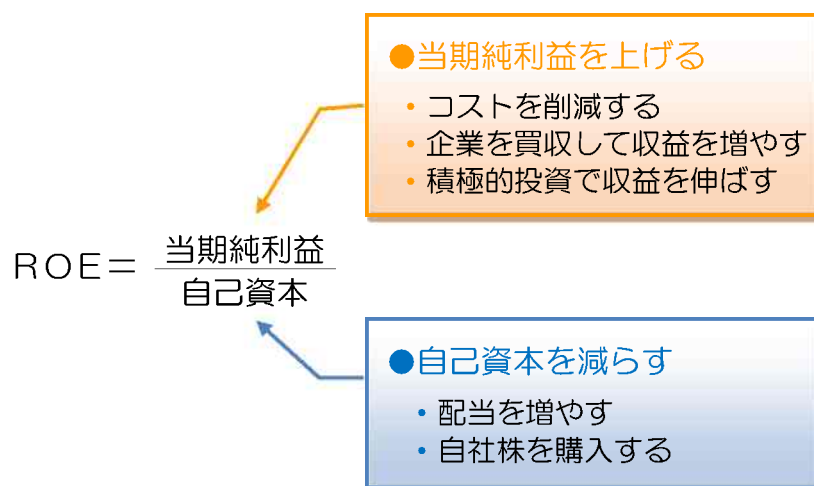 ●当期純利益を上げる
・コストを削減する
・企業を買収して収益を増やす
・積極的投資で収益を伸ばす
ROE＝ 当期純利益
自己資本
●自己資本を減らす
・配当を増やす
・自社株を購入する